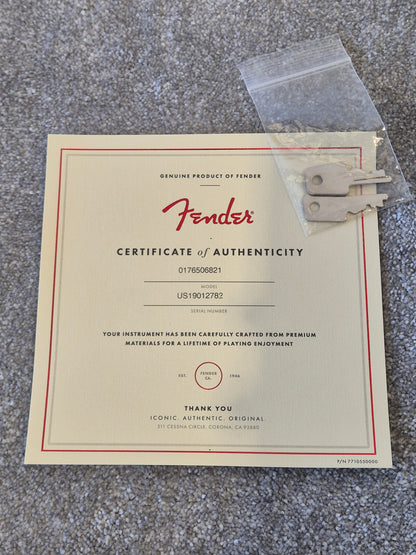 GENUINE PRODUCT OF FENDER
Fender
CERTIFICATE of AUTHENTICITY
0176506821
MODEL
US19012782
SERIAL NUMBER
YOUR INSTRUMENT HAS BEEN CAREFULLY CRAFTED FROM PREMIUM
MATERIALS FOR A LIFETIME OF PLAYING ENJOYMENT
EST. FENDER CA. 1946
THANK YOU
ICONIC. AUTHENTIC. ORIGINAL.
311 CESSNA CIRCLE, CORONA, CA 92880
P/N 7710550000